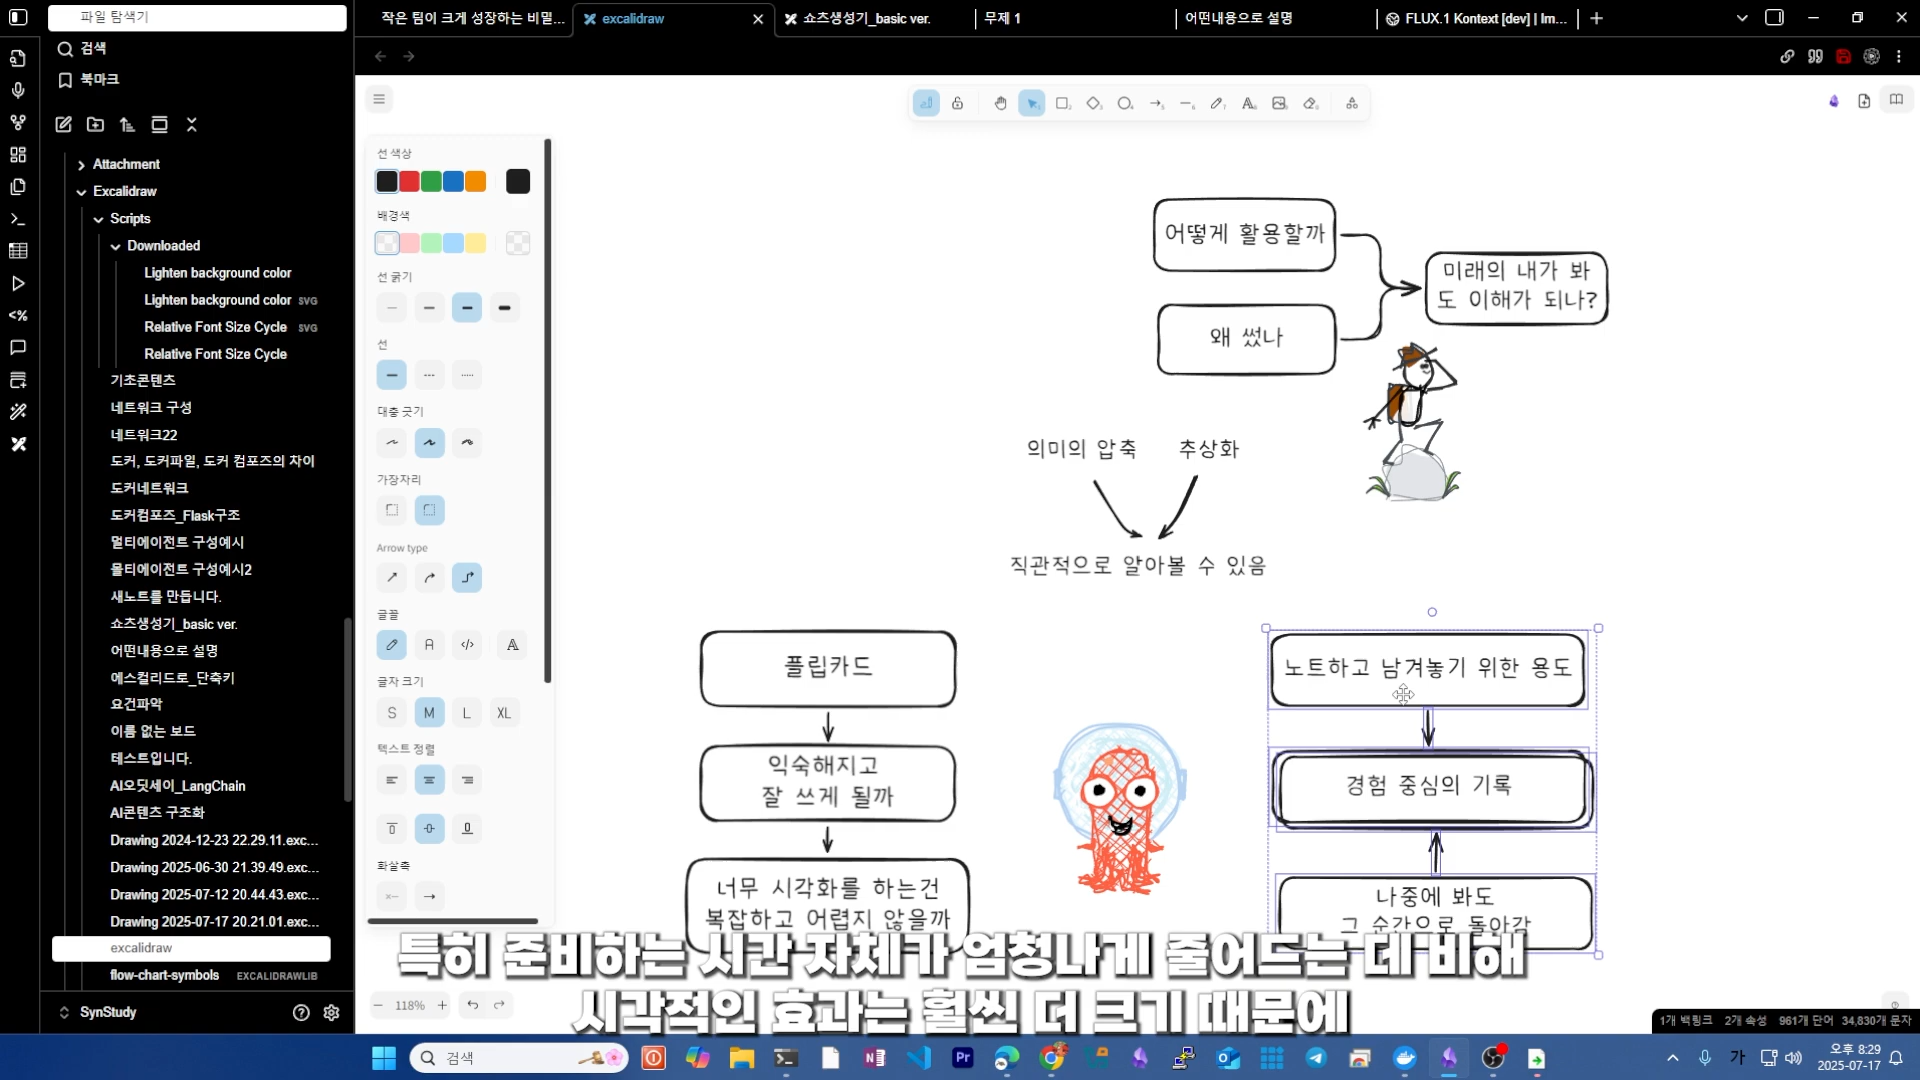 파일 탐색기
작은 팀이 크게 성장하는 비밀...
excalidraw
쇼츠생성기_basic ver.
무제 1
어떤내용으로 설명
FLUX.1 Kontext [dev] | Im...
검색
북마크
Attachment
Excalidraw
Scripts
Downloaded
Lighten background color
Lighten background color SVG
Relative Font Size Cycle SVG
Relative Font Size Cycle
기초콘텐츠
네트워크 구성
네트워크22
도커, 도커파일, 도커 컴포즈의 차이
도커네트워크
도커컴포즈_Flask구조
멀티에이전트 구성예시
몰티에이전트 구성예시2
새노트를 만듭니다.
쇼츠생성기_basic ver.
어떤내용으로 설명
에스컬리드로_단축키
요건파악
이름 없는 보드
테스트입니다.
AI오딧세이_LangChain
AI콘텐츠 구조화
Drawing 2024-12-23 22.29.11.exc...
Drawing 2025-06-30 21.39.49.exc...
Drawing 2025-07-12 20.44.43.exc...
Drawing 2025-07-17 20.21.01.exc...
excalidraw
flow-chart-symbols EXCALIDRAWLIB
SynStudy
선 색상
배경색
선 굵기
선
대충 긋기
가장자리
Arrow type
글꼴
글자 크기
S M L XL
텍스트 정렬
화살촉
118%
어떻게 활용할까
왜 썼나
미래의 내가 봐
도 이해가 되나?
의미의 압축
추상화
직관적으로 알아볼 수 있음
플립카드
익숙해지고
잘 쓰게 될까
너무 시각화를 하는건
복잡하고 어렵지 않을까
노트하고 남겨놓기 위한 용도
경험 중심의 기록
나중에 봐도
그 순간으로 돌아감
특히 준비하는 시간 자체가 엄청나게 줄어드는 데 비해
시각적인 효과는 훨씬 더 크기 때문에
1개 백링크 2개 속성 961개 단어 34,830개 문자
검색
가
오후 8:29
2025-07-17